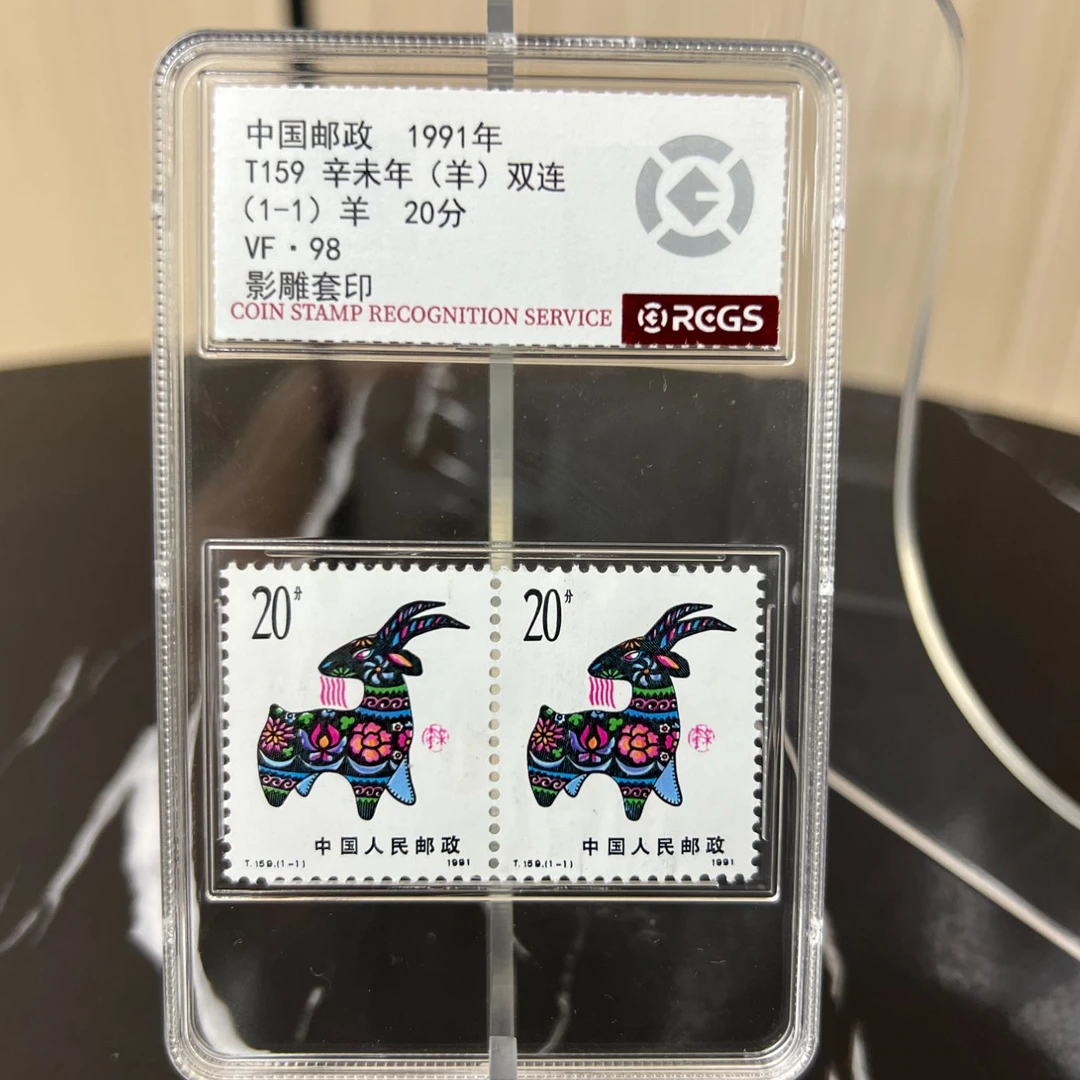 中国邮政 1991年
T159 辛未年（羊）双连
（1-1）羊 20分
VF·98
影雕套印
COIN STAMP RECOGNITION SERVICE RCGS
20分
20分
中国人民邮政
T.159.(1-1) 1991
中国人民邮政
T.159.(1-1) 1991